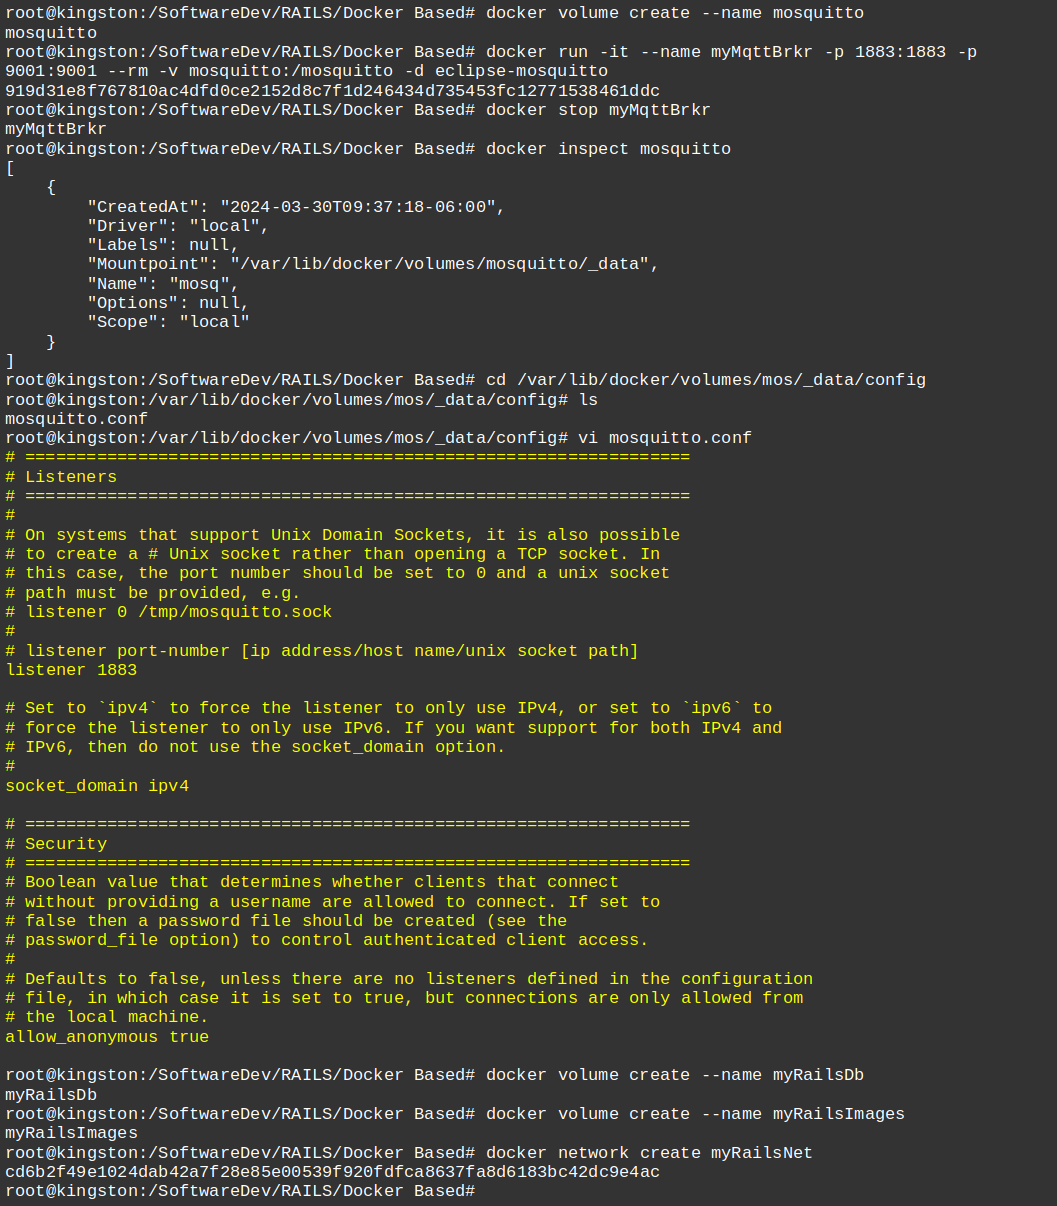 root@kingston:/SoftwareDev/RAILS/Docker Based# docker volume create --name mosquitto
mosquitto
root@kingston:/SoftwareDev/RAILS/Docker Based# docker run -it --name myMqttBrkr -p 1883:1883 -p
9001:9001 --rm -v mosquitto:/mosquitto -d eclipse-mosquitto
919d31e8f767810ac4dfd0ce2152d8c7f1d246434d735453fc12771538461ddc
root@kingston:/SoftwareDev/RAILS/Docker Based# docker stop myMqttBrkr
myMqttBrkr
root@kingston:/SoftwareDev/RAILS/Docker Based# docker inspect mosquitto
[
    {
        "CreatedAt": "2024-03-30T09:37:18-06:00",
        "Driver": "local",
        "Labels": null,
        "Mountpoint": "/var/lib/docker/volumes/mosquitto/_data",
        "Name": "mosq",
        "Options": null,
        "Scope": "local"
    }
]
root@kingston:/SoftwareDev/RAILS/Docker Based# cd /var/lib/docker/volumes/mos/_data/config
root@kingston:/var/lib/docker/volumes/mos/_data/config# ls
mosquitto.conf
root@kingston:/var/lib/docker/volumes/mos/_data/config# vi mosquitto.conf
# =================================================================
# Listeners
# =================================================================
#
# On systems that support Unix Domain Sockets, it is also possible
# to create a # Unix socket rather than opening a TCP socket. In
# this case, the port number should be set to 0 and a unix socket
# path must be provided, e.g.
# listener 0 /tmp/mosquitto.sock
#
# listener port-number [ip address/host name/unix socket path]
listener 1883

# Set to `ipv4` to force the listener to only use IPv4, or set to `ipv6` to
# force the listener to only use IPv6. If you want support for both IPv4 and
# IPv6, then do not use the socket_domain option.
#
socket_domain ipv4

# =================================================================
# Security
# =================================================================
# Boolean value that determines whether clients that connect
# without providing a username are allowed to connect. If set to
# false then a password file should be created (see the
# password_file option) to control authenticated client access.
#
# Defaults to false, unless there are no listeners defined in the configuration
# file, in which case it is set to true, but connections are only allowed from
# the local machine.
allow_anonymous true

root@kingston:/SoftwareDev/RAILS/Docker Based# docker volume create --name myRailsDb
myRailsDb
root@kingston:/SoftwareDev/RAILS/Docker Based# docker volume create --name myRailsImages
myRailsImages
root@kingston:/SoftwareDev/RAILS/Docker Based# docker network create myRailsNet
cd6b2f49e1024dab42a7f28e85e00539f920fdfca8637fa8d6183bc42dc9e4ac
root@kingston:/SoftwareDev/RAILS/Docker Based#